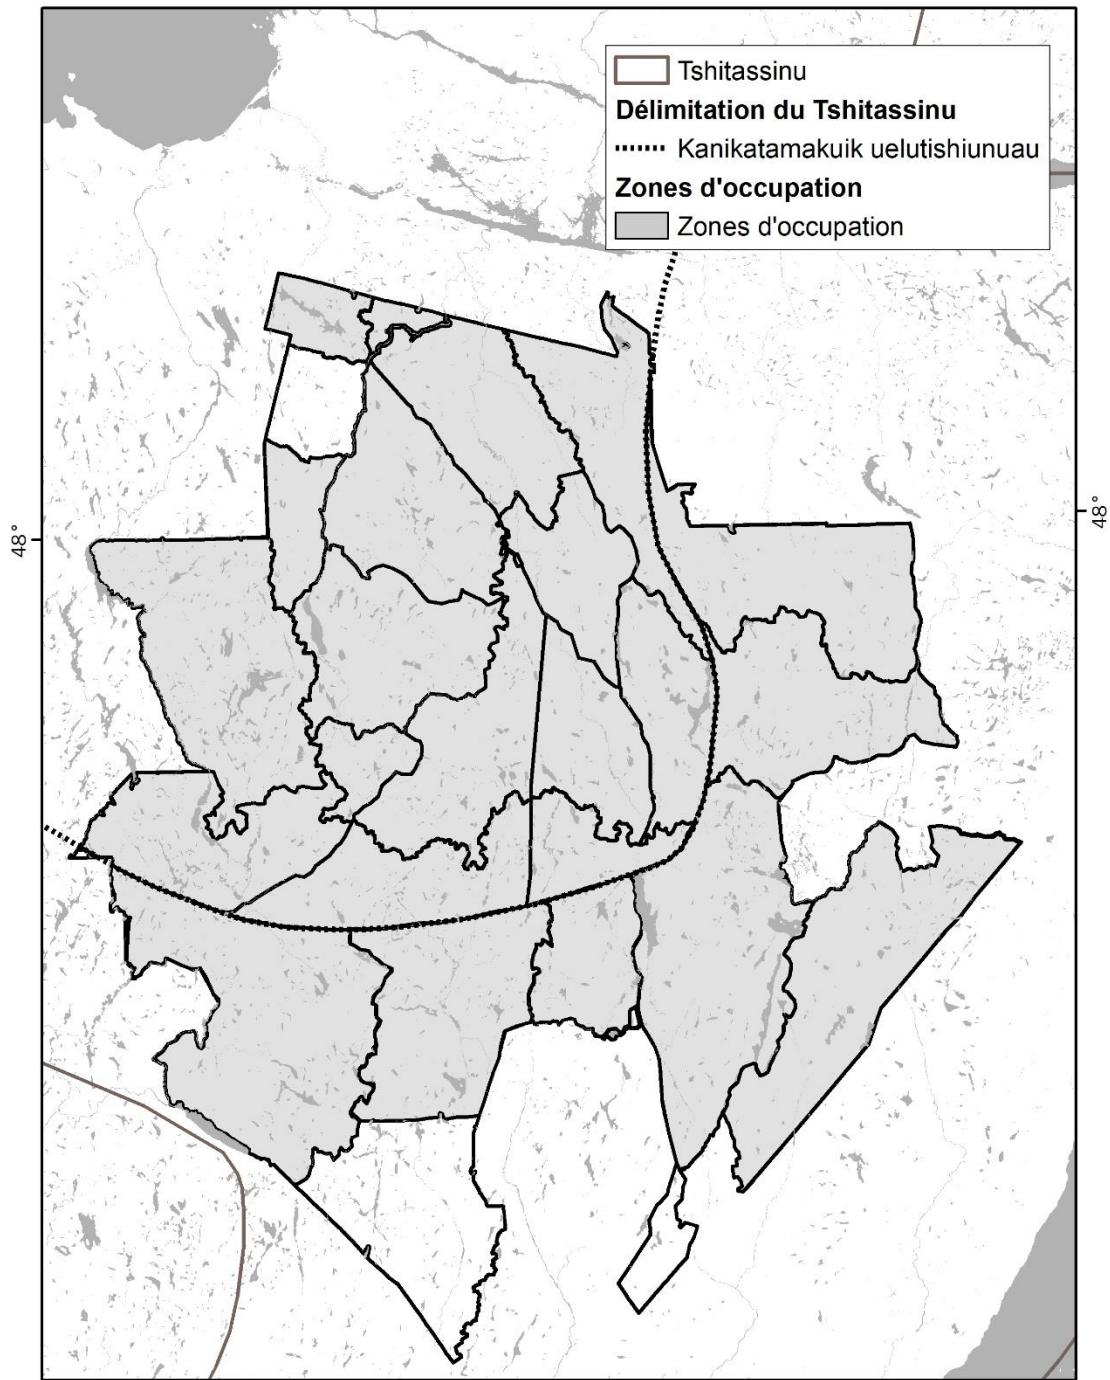 Tshitassinu
Délimitation du Tshitassinu
Kanikatamakuik uelutishiunuau
Zones d'occupation
Zones d'occupation
48°
48°